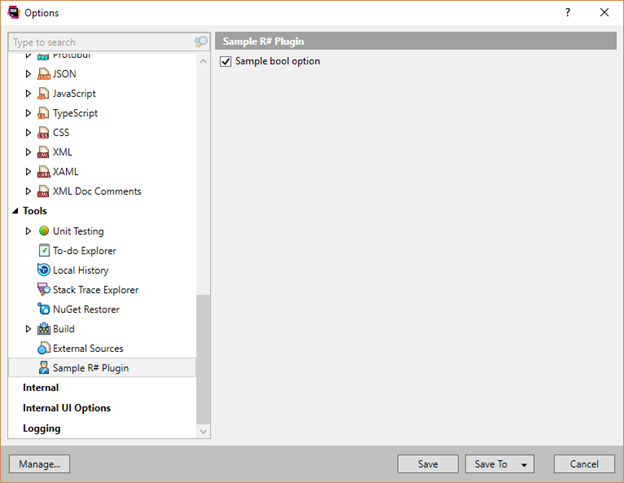 Options
Type to search
Sample R# Plugin
Sample bool option
Protobuf
JSON
JavaScript
TypeScript
CSS
XML
XAML
XML Doc Comments
Tools
Unit Testing
To-do Explorer
Local History
Stack Trace Explorer
NuGet Restorer
Build
External Sources
Sample R# Plugin
Internal
Internal UI Options
Logging
Manage...
Save
Save To
Cancel